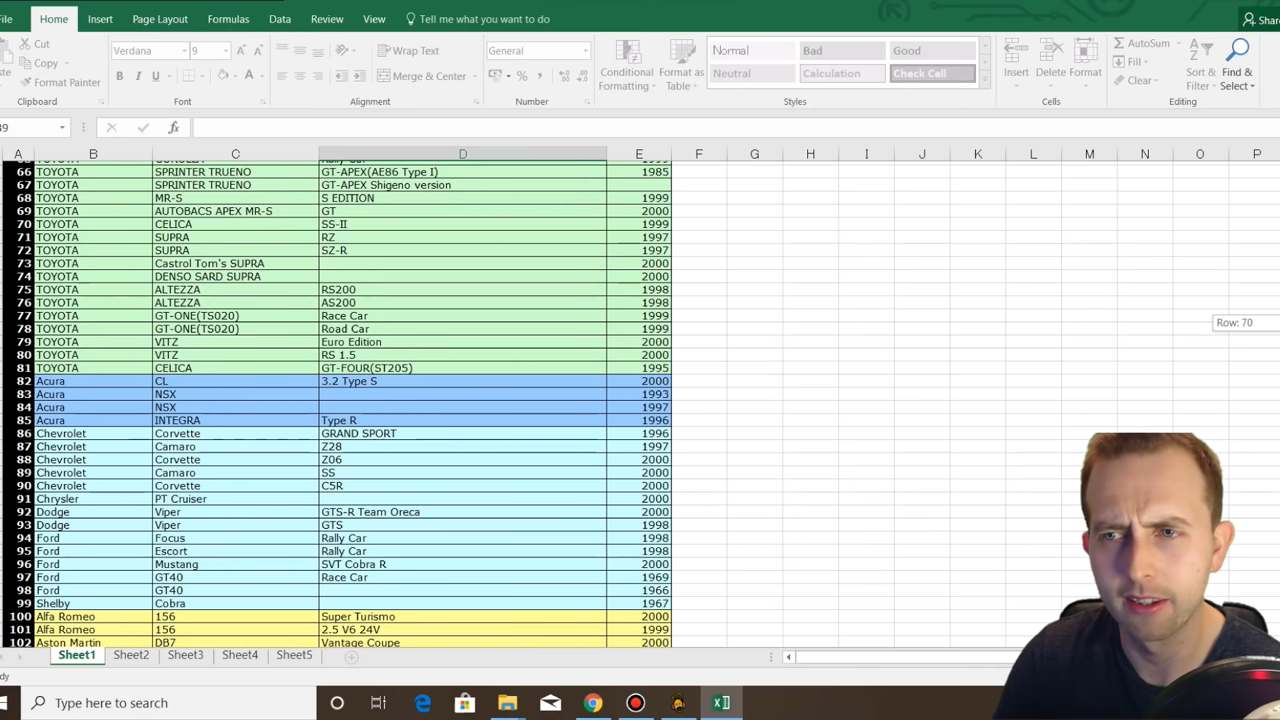 File Home Insert Page Layout Formulas Data Review View Tell me what you want to do Shar
Cut
Copy
Format Painter
Verdana 9
B I U
Wrap Text
Merge & Center
General
Conditional Formatting
Format as Table
Normal Bad Good
Neutral Calculation Check Cell
Insert Delete Format
AutoSum
Fill
Clear
Sort & Filter
Find & Select
Clipboard Font Alignment Number Styles Cells Editing
fx
A B C D E F G H I J K L M N O P
66 TOYOTA SPRINTER TRUENO GT-APEX(AE86 Type I) 1985
67 TOYOTA SPRINTER TRUENO GT-APEX Shigeno version
68 TOYOTA MR-S S EDITION 1999
69 TOYOTA AUTOBACS APEX MR-S GT 2000
70 TOYOTA CELICA SS-II 1999
71 TOYOTA SUPRA RZ 1997
72 TOYOTA SUPRA SZ-R 1997
73 TOYOTA Castrol Tom's SUPRA 2000
74 TOYOTA DENSO SARD SUPRA 2000
75 TOYOTA ALTEZZA RS200 1998
76 TOYOTA ALTEZZA AS200 1998
77 TOYOTA GT-ONE(TS020) Race Car 1999
Row: 70
78 TOYOTA GT-ONE(TS020) Road Car 1999
79 TOYOTA VITZ Euro Edition 2000
80 TOYOTA VITZ RS 1.5 2000
81 TOYOTA CELICA GT-FOUR(ST205) 1995
82 Acura CL 3.2 Type S 2000
83 Acura NSX 1993
84 Acura NSX 1997
85 Acura INTEGRA Type R 1996
86 Chevrolet Corvette GRAND SPORT 1996
87 Chevrolet Camaro Z28 1997
88 Chevrolet Corvette Z06 2000
89 Chevrolet Camaro SS 2000
90 Chevrolet Corvette C5R 2000
91 Chrysler PT Cruiser 2000
92 Dodge Viper GTS-R Team Oreca 2000
93 Dodge Viper GTS 1998
94 Ford Focus Rally Car 1998
95 Ford Escort Rally Car 1998
96 Ford Mustang SVT Cobra R 2000
97 Ford GT40 Race Car 1969
98 Ford GT40 1966
99 Shelby Cobra 1967
100 Alfa Romeo 156 Super Turismo 2000
101 Alfa Romeo 156 2.5 V6 24V 1999
102 Aston Martin DB7 Vantage Coupe 2000
Sheet1 Sheet2 Sheet3 Sheet4 Sheet5
Type here to search